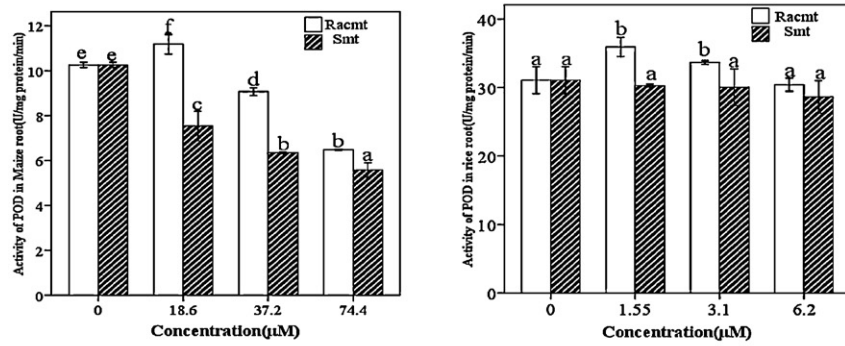 Activity of POD in Maize root(U/mg protein/min)
12
10
8
6
4
2
0
Racmt
Smt
e e
f
c
d
b
b
a
0 18.6 37.2 74.4
Concentration(μM)
Activity of POD in rice root(U/mg protein/min)
40
30
20
10
0
Racmt
Smt
a a
a
a
b
a
a a
0 1.55 3.1 6.2
Concentration(μM)